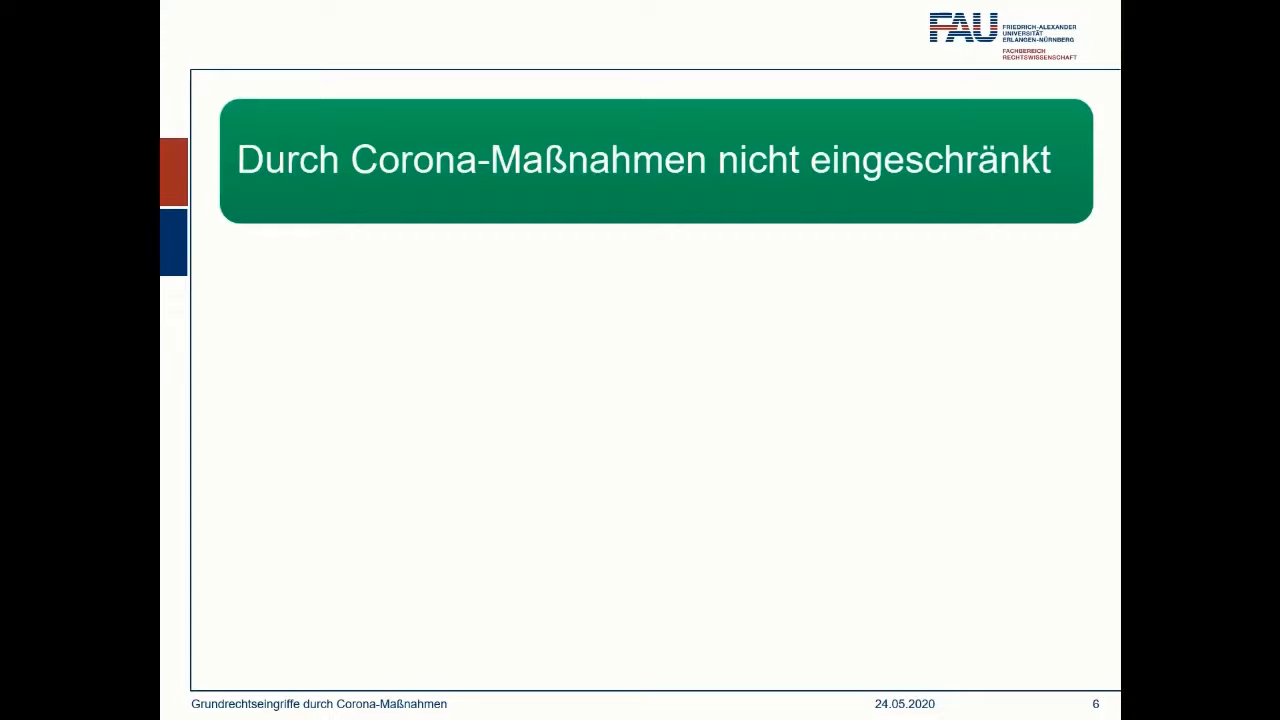 FAU
FRIEDRICH-ALEXANDER
UNIVERSITÄT
ERLANGEN-NÜRNBERG
FACHBEREICH
RECHTSWISSENSCHAFT
Durch Corona-Maßnahmen nicht eingeschränkt
Grundrechtseingriffe durch Corona-Maßnahmen 24.05.2020 6